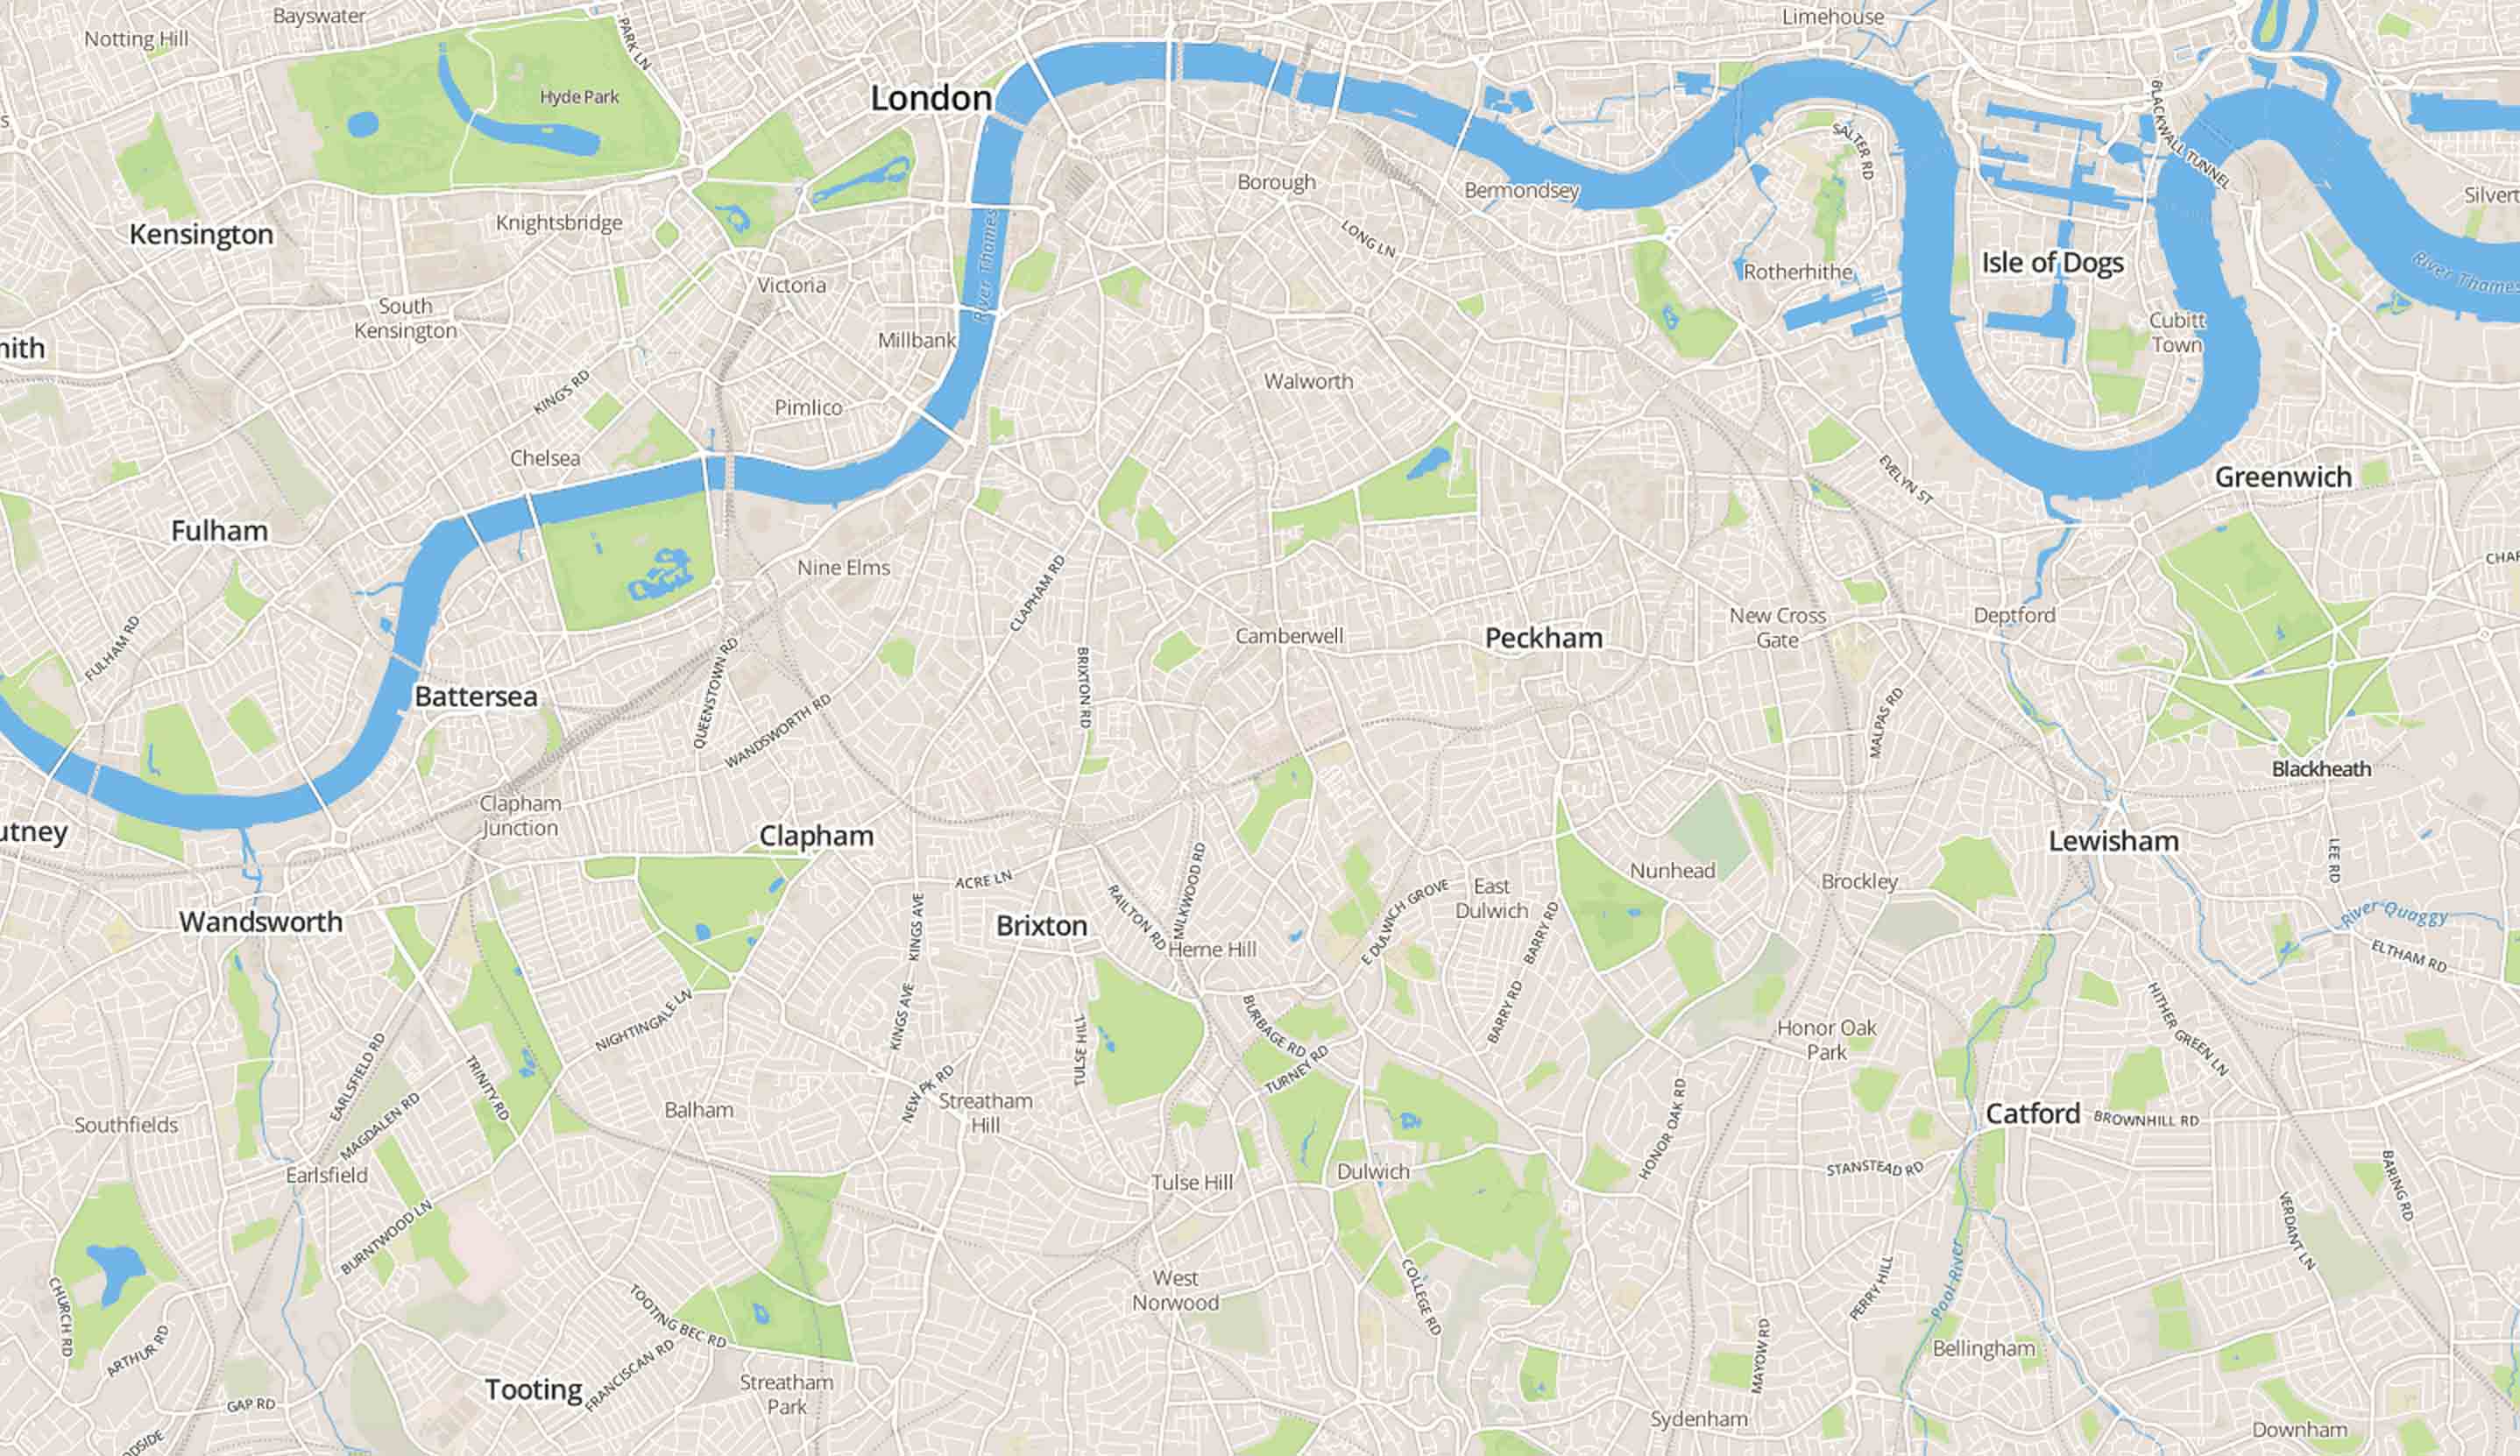 Bayswater
Notting Hill
PARK LN
Limehouse
Hyde Park
London
BLACKWALL TUNNEL
SALTER RD
Borough
Bermondsey
Kensington
Knightsbridge
LONG LN
River Thames
Isle of Dogs
Rotherhithe
River Thames
Victoria
South
Kensington
Millbank
Cubitt
Town
KING'S RD
Walworth
Pimlico
Chelsea
EVELYN ST
Greenwich
Fulham
Nine Elms
CLAPHAM RD
FULHAM RD
New Cross
Gate
Deptford
Camberwell
Peckham
QUEENSTOWN RD
BRIXTON RD
Battersea
WANDSWORTH RD
MALPAS RD
Blackheath
Clapham
Junction
Clapham
Lewisham
LEE RD
ACRE LN
MILKWOOD RD
RAILTON RD
E DULWICH GROVE
East
Dulwich
Nunhead
Brockley
Wandsworth
KINGS AVE
Brixton
Herne Hill
BARRY RD
River Quaggy
ELTHAM RD
NIGHTINGALE LN
KINGS AVE
TULSE HILL
BURBAGE RD
TURNEY RD
BARRY RD
Honor Oak
Park
HITHER GREEN LN
EARLSFIELD RD
TRINITY RD
MAGDALEN RD
NEW PK RD
Streatham
Hill
Balham
HONOR OAK RD
Catford
BROWNHILL RD
Southfields
Earlsfield
Tulse Hill
Dulwich
STANSTEAD RD
BARING RD
BURNTWOOD LN
VERDANT LN
CHURCH RD
ARTHUR RD
TOOTING BEC RD
West
Norwood
COLLEGE RD
PERRY HILL
Pool River
Bellingham
FRANCISCAN RD
MAYOW RD
Tooting
Streatham
Park
GAP RD
Sydenham
Downham